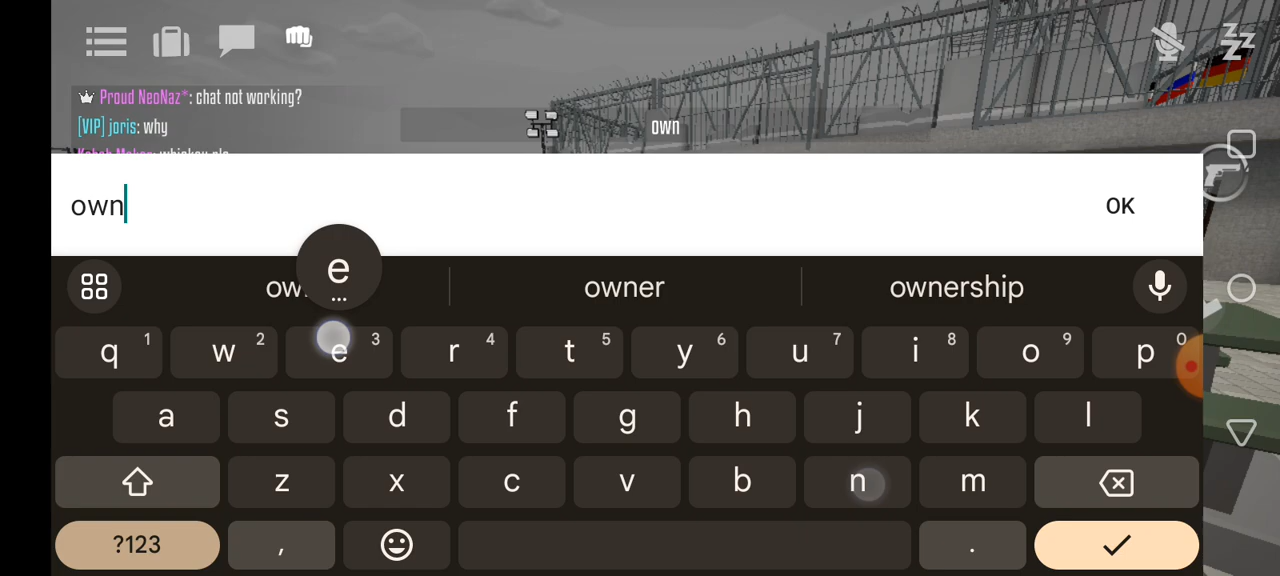 Proud NeoNaz*: chat not working?
[VIP] joris: why
own
own
OK
e
...
owner
ownership
q 1 w 2 e 3 r 4 t 5 y 6 u 7 i 8 o 9 p 0
a s d f g h j k l
z x c v b n m
?123 , .